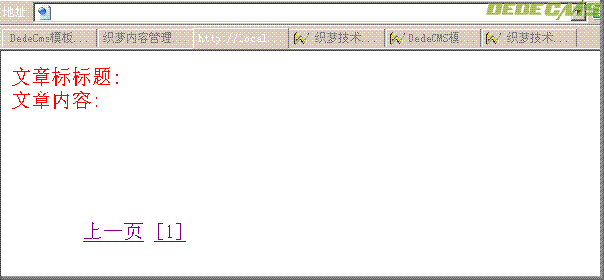 地址
DEDE CMS
DedeCms模板... 织梦内容管理 http://local 织梦技术... DedeCMS模 织梦技术...
文章标标题:
文章内容:
上一页 [1]